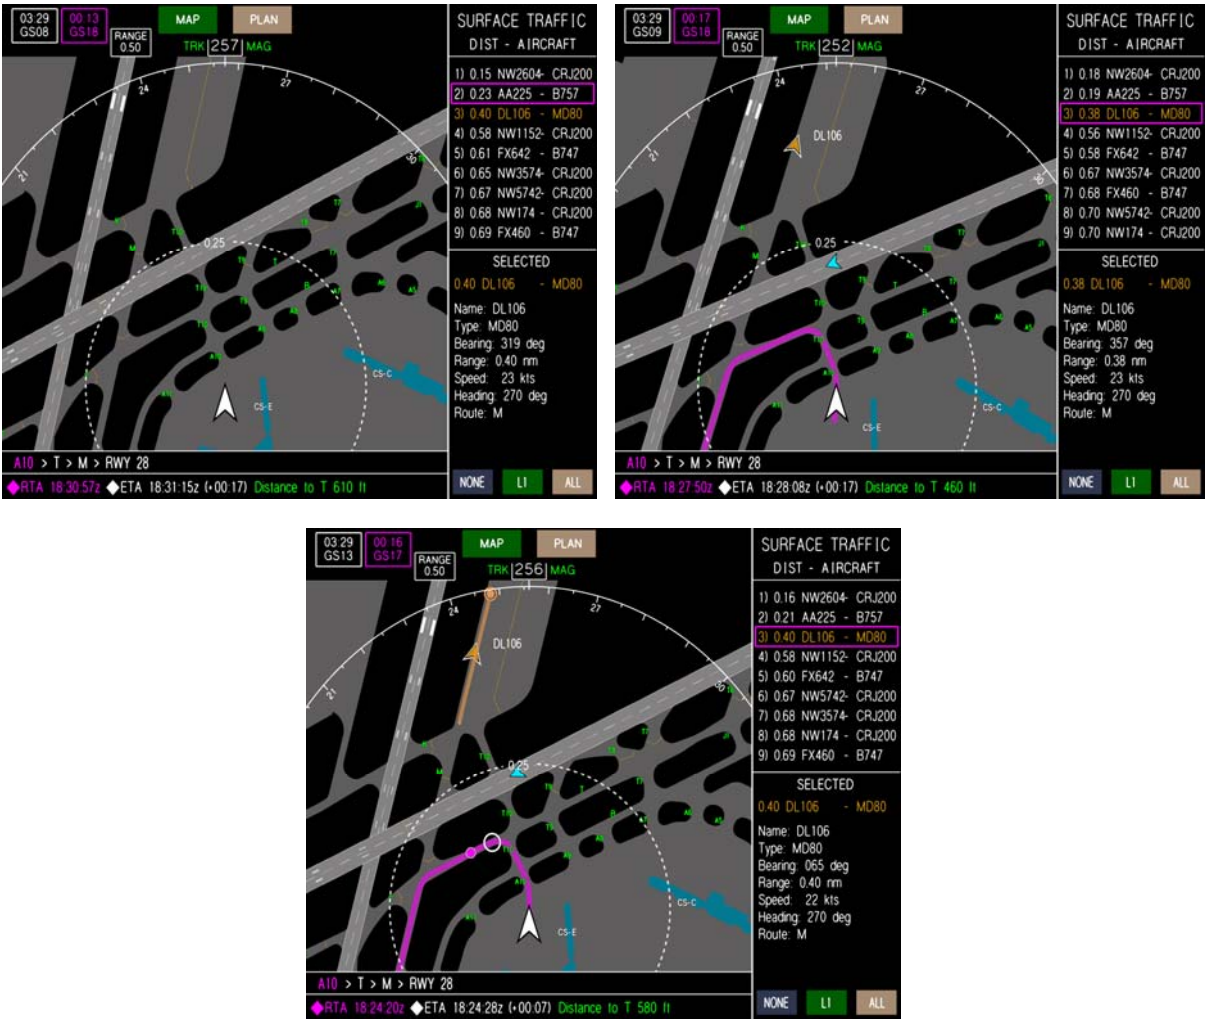 03:29
GS08
00:13
GS18
RANGE
0.50
MAP
PLAN
TRK 257 MAG
21
24
27
30
0.25
K
M
T
B
J1
CS-C
CS-E
A10 > T > M > RWY 28
RTA 18:30:57z ETA 18:31:15z (+00:17) Distance to T 610 ft
SURFACE TRAFFIC
DIST - AIRCRAFT
1) 0.15 NW2604- CRJ200
2) 0.23 AA225 - B757
3) 0.40 DL106 - MD80
4) 0.58 NW1152- CRJ200
5) 0.61 FX642 - B747
6) 0.65 NW3574- CRJ200
7) 0.67 NW5742- CRJ200
8) 0.68 NW174 - CRJ200
9) 0.69 FX460 - B747
SELECTED
0.40 DL106 - MD80
Name: DL106
Type: MD80
Bearing: 319 deg
Range: 0.40 nm
Speed: 23 kts
Heading: 270 deg
Route: M
NONE
L1
ALL
03:29
GS09
00:17
GS18
RANGE
0.50
MAP
PLAN
TRK 252 MAG
21
24
27
30
DL106
0.25
K
M
T
B
J1
CS-C
CS-E
A10 > T > M > RWY 28
RTA 18:27:50z ETA 18:28:08z (+00:17) Distance to T 460 ft
SURFACE TRAFFIC
DIST - AIRCRAFT
1) 0.18 NW2604- CRJ200
2) 0.19 AA225 - B757
3) 0.38 DL106 - MD80
4) 0.56 NW1152- CRJ200
5) 0.58 FX642 - B747
6) 0.67 NW3574- CRJ200
7) 0.68 FX460 - B747
8) 0.70 NW5742- CRJ200
9) 0.70 NW174 - CRJ200
SELECTED
0.38 DL106 - MD80
Name: DL106
Type: MD80
Bearing: 357 deg
Range: 0.38 nm
Speed: 23 kts
Heading: 270 deg
Route: M
NONE
L1
ALL
03:29
GS13
00:16
GS17
RANGE
0.50
MAP
PLAN
TRK 256 MAG
21
24
27
30
DL106
0.25
K
M
T
B
J1
CS-C
CS-E
A10 > T > M > RWY 28
RTA 18:24:20z ETA 18:24:28z (+00:07) Distance to T 580 ft
SURFACE TRAFFIC
DIST - AIRCRAFT
1) 0.16 NW2604- CRJ200
2) 0.21 AA225 - B757
3) 0.40 DL106 - MD80
4) 0.58 NW1152- CRJ200
5) 0.60 FX642 - B747
6) 0.67 NW5742- CRJ200
7) 0.68 NW3574- CRJ200
8) 0.68 NW174 - CRJ200
9) 0.69 FX460 - B747
SELECTED
0.40 DL106 - MD80
Name: DL106
Type: MD80
Bearing: 065 deg
Range: 0.40 nm
Speed: 22 kts
Heading: 270 deg
Route: M
NONE
L1
ALL